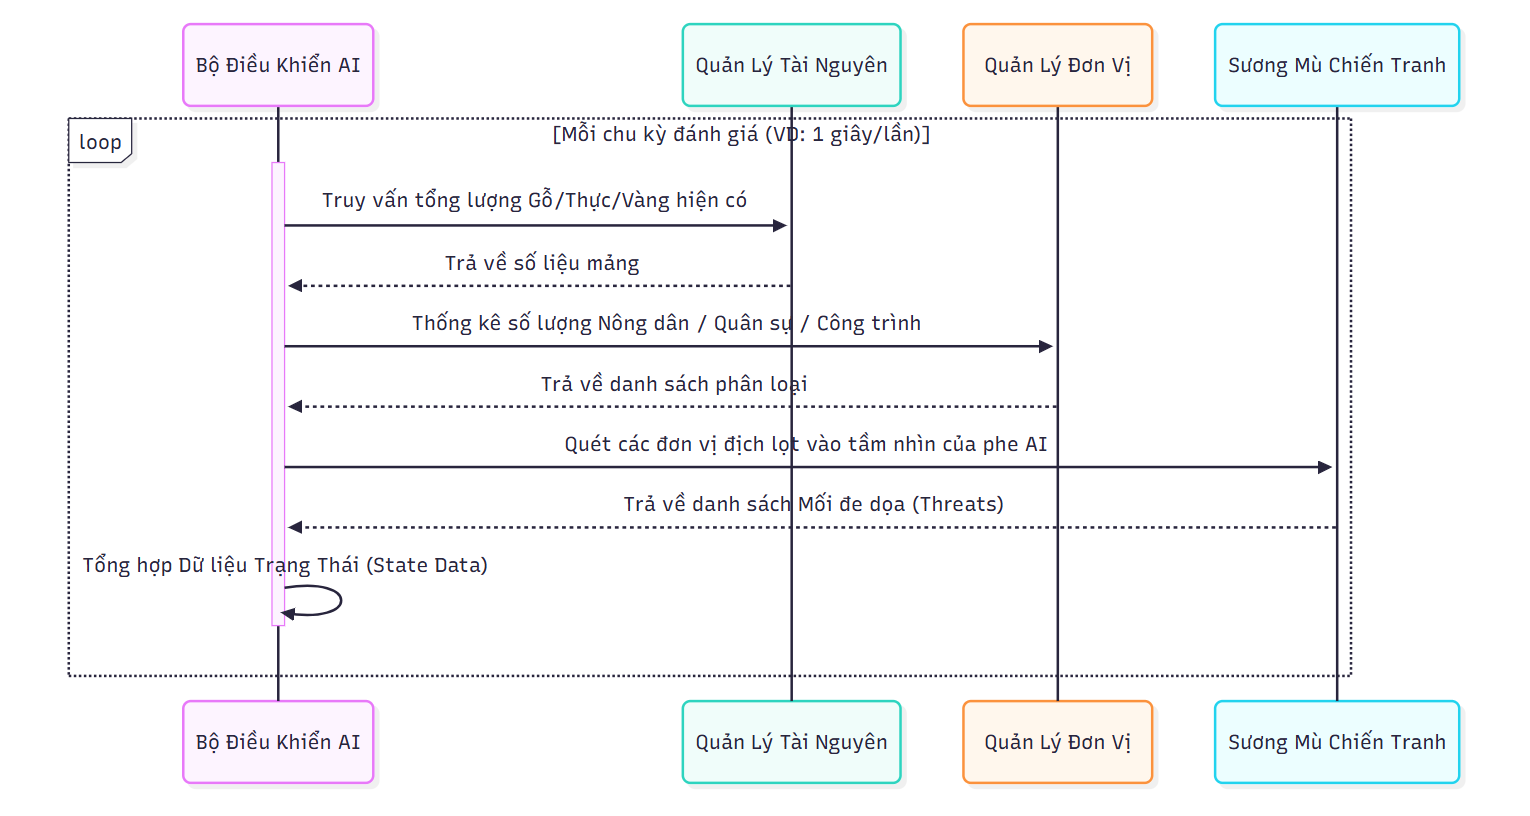 Bộ Điều Khiển AI
Quản Lý Tài Nguyên
Quản Lý Đơn Vị
Sương Mù Chiến Tranh
loop
[Mỗi chu kỳ đánh giá (VD: 1 giây/lần)]
Truy vấn tổng lượng Gỗ/Thực/Vàng hiện có
Trả về số liệu mảng
Thống kê số lượng Nông dân / Quân sự / Công trình
Trả về danh sách phân loại
Quét các đơn vị địch lọt vào tầm nhìn của phe AI
Trả về danh sách Mối đe dọa (Threats)
Tổng hợp Dữ liệu Trạng Thái (State Data)
Bộ Điều Khiển AI
Quản Lý Tài Nguyên
Quản Lý Đơn Vị
Sương Mù Chiến Tranh